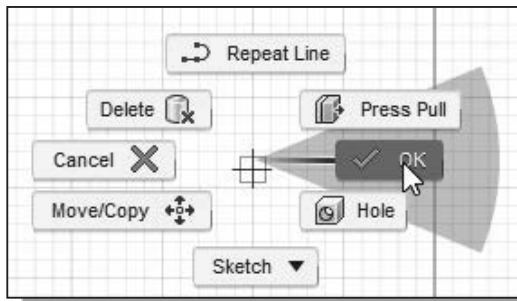 Repeat Line
Delete
Press Pull
Cancel
OK
Move/Copy
Hole
Sketch